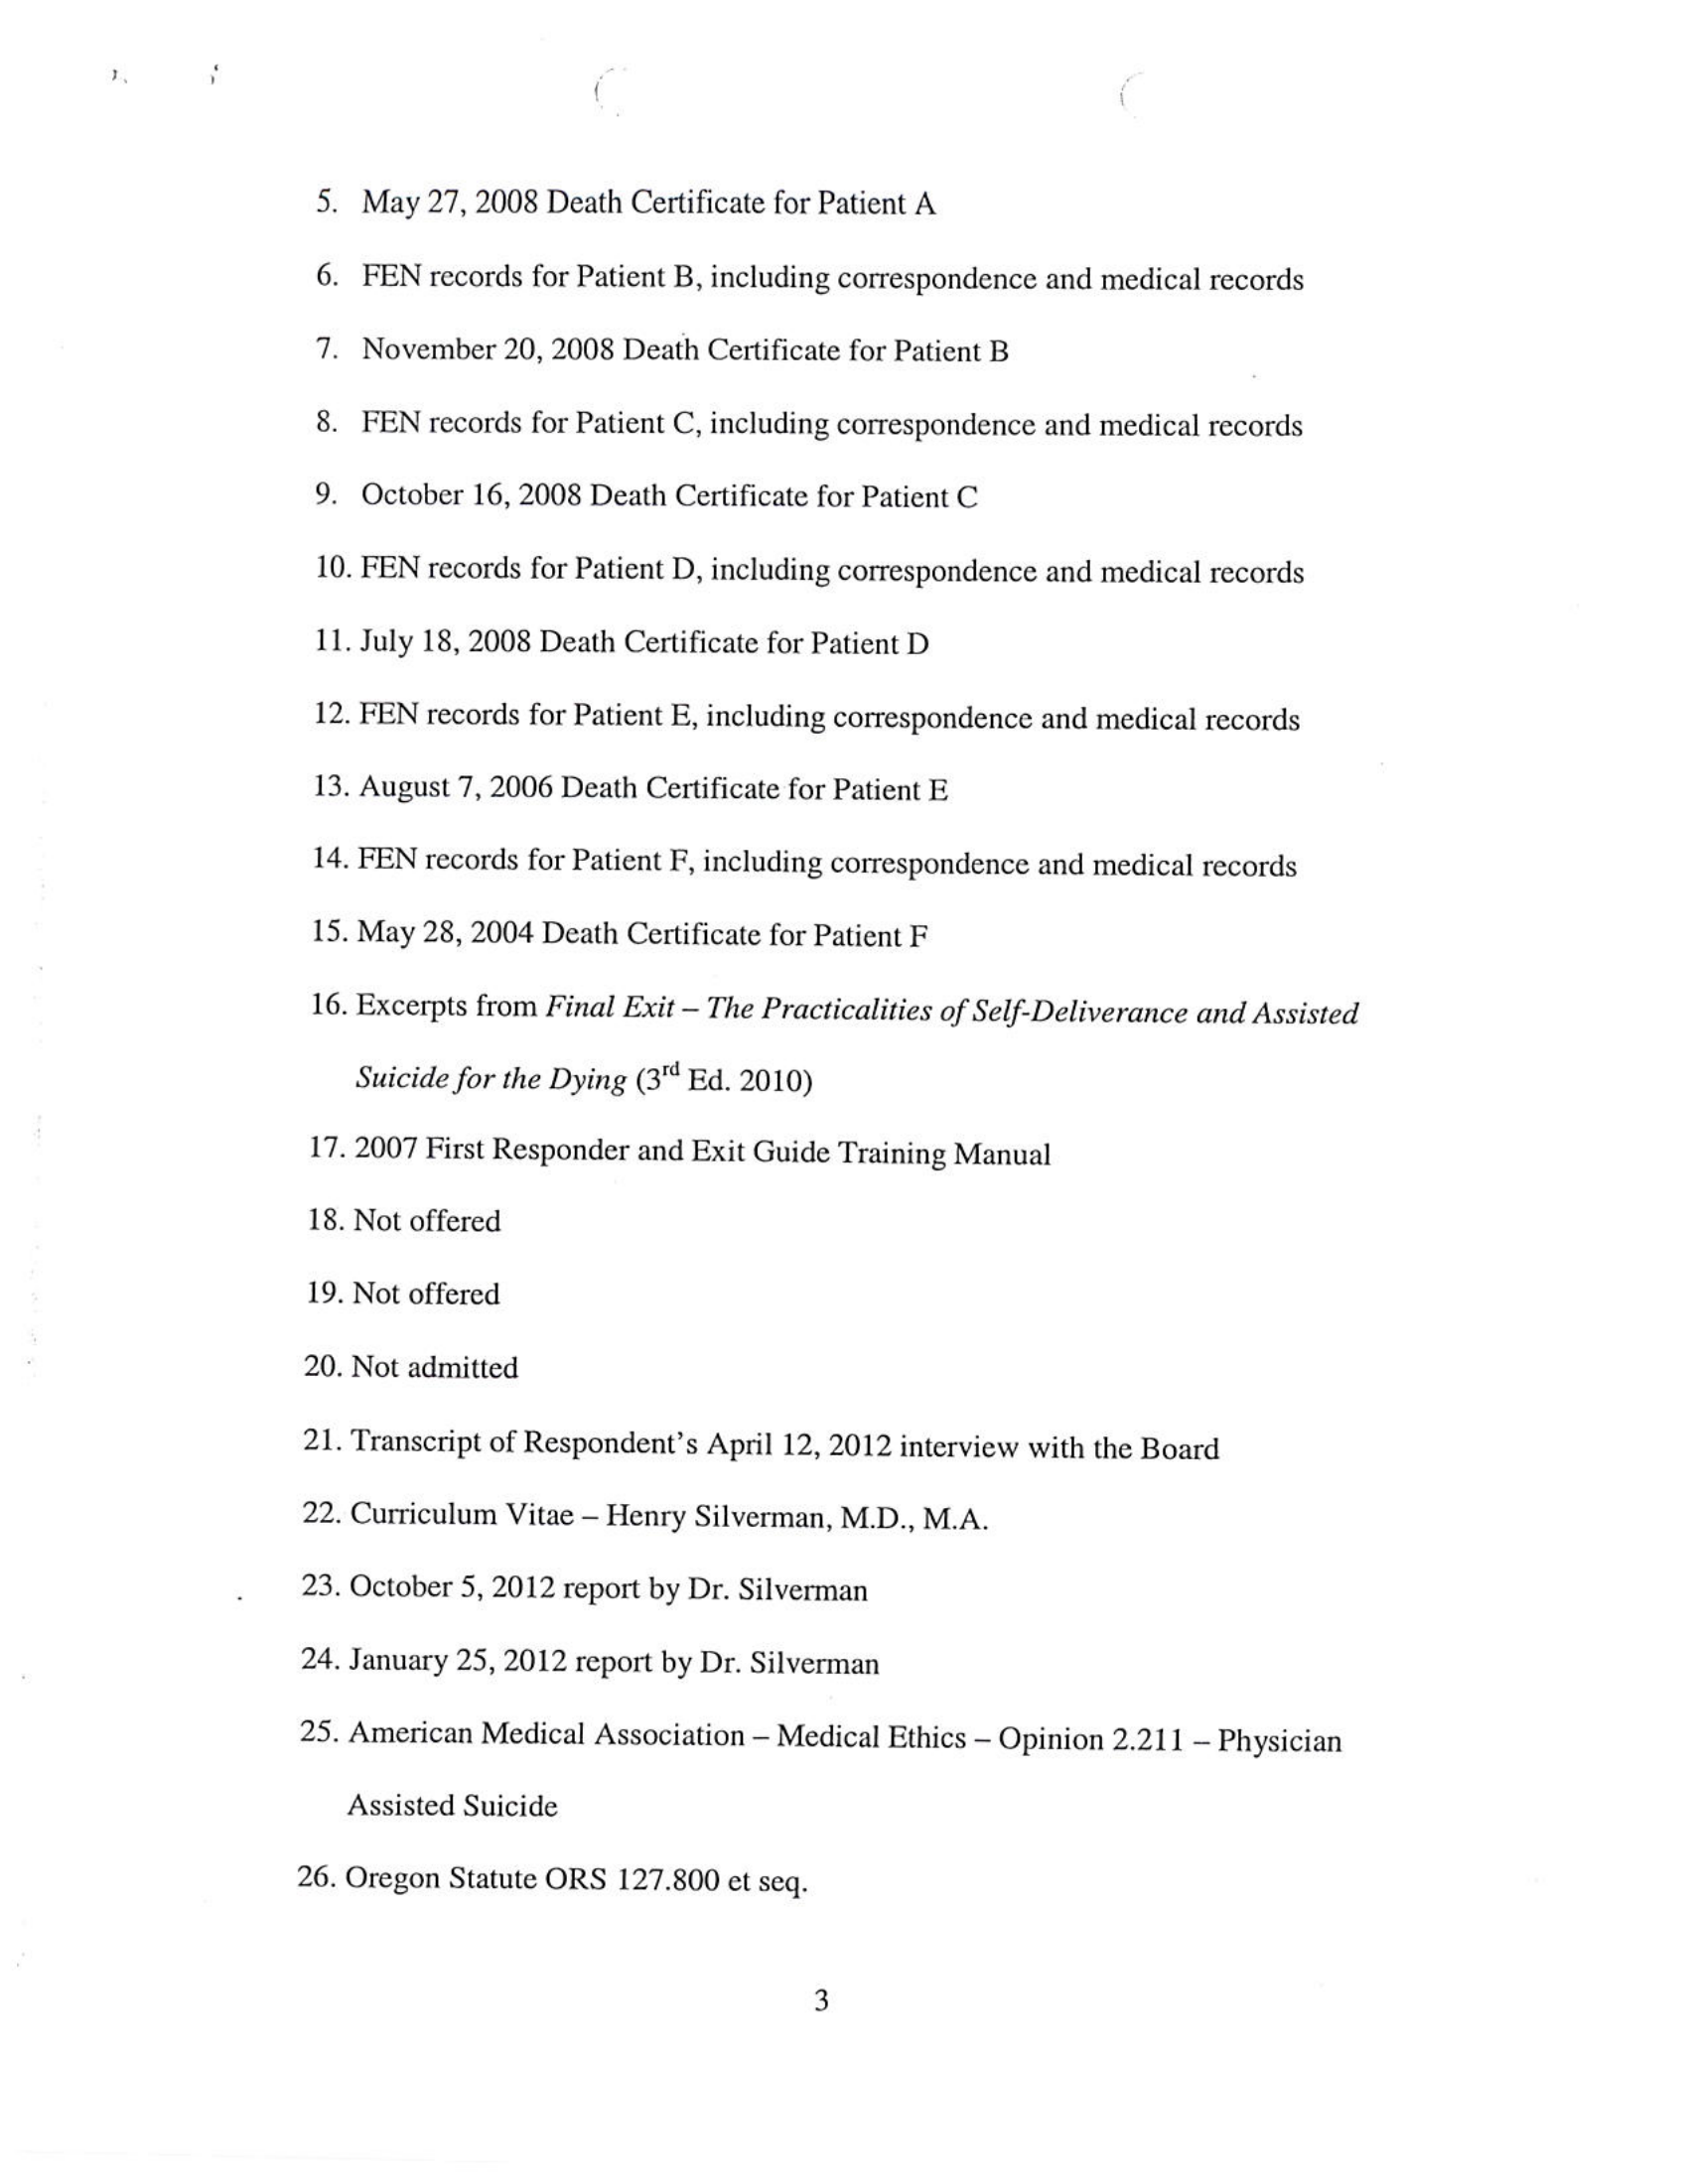 5. May 27, 2008 Death Certificate for Patient A
6. FEN records for Patient B, including correspondence and medical records
7. November 20, 2008 Death Certificate for Patient B
8. FEN records for Patient C, including correspondence and medical records
9. October 16, 2008 Death Certificate for Patient C
10. FEN records for Patient D, including correspondence and medical records
11. July 18, 2008 Death Certificate for Patient D
12. FEN records for Patient E, including correspondence and medical records
13. August 7, 2006 Death Certificate for Patient E
14. FEN records for Patient F, including correspondence and medical records
15. May 28, 2004 Death Certificate for Patient F
16. Excerpts from Final Exit – The Practicalities of Self-Deliverance and Assisted
Suicide for the Dying (3rd Ed. 2010)
17. 2007 First Responder and Exit Guide Training Manual
18. Not offered
19. Not offered
20. Not admitted
21. Transcript of Respondent's April 12, 2012 interview with the Board
22. Curriculum Vitae – Henry Silverman, M.D., M.A.
23. October 5, 2012 report by Dr. Silverman
24. January 25, 2012 report by Dr. Silverman
25. American Medical Association – Medical Ethics – Opinion 2.211 – Physician
Assisted Suicide
26. Oregon Statute ORS 127.800 et seq.
3